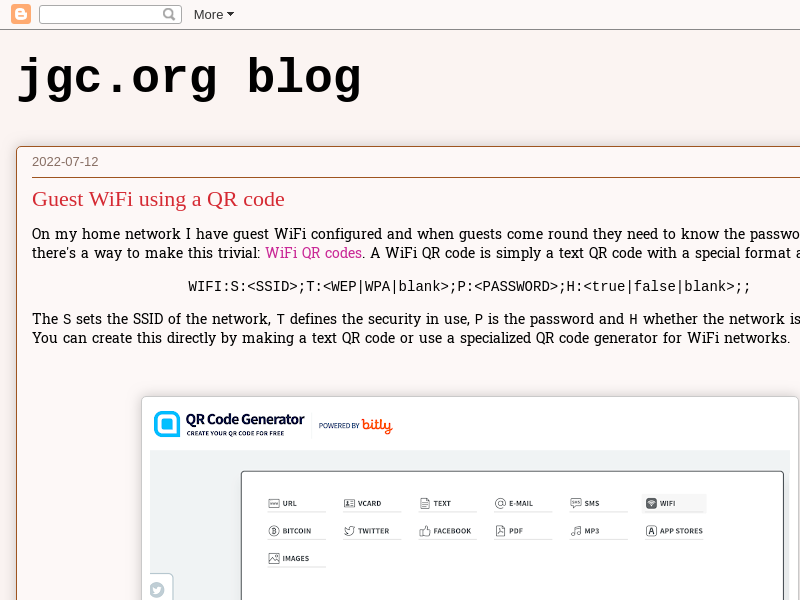 More
jgc.org blog
2022-07-12
Guest WiFi using a QR code
On my home network I have guest WiFi configured and when guests come round they need to know the
there's a way to make this trivial: WiFi QR codes. A WiFi QR code is simply a text QR code with a special format
WIFI:S:<SSID>;T:<WEP|WPA|blank>;P:<PASSWORD>;H:<true|false|blank>;;
The S sets the SSID of the network, T defines the security in use, P is the password and H whether the network is
You can create this directly by making a text QR code or use a specialized QR code generator for WiFi networks.
QR Code Generator
CREATE YOUR QR CODE FOR FREE
POWERED BY bitly
URL VCARD TEXT E-MAIL SMS WIFI
BITCOIN TWITTER FACEBOOK PDF MP3 APP STORES
IMAGES